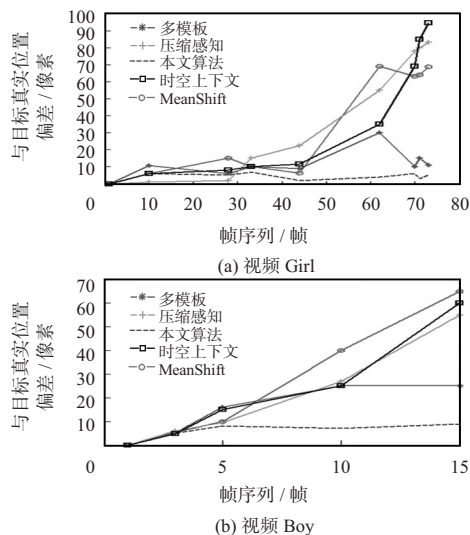 与目标真实位置
偏差 / 像素
100
90
80
70
60
50
40
30
20
10
0
多模板
压缩感知
本文算法
时空上下文
MeanShift
0 10 20 30 40 50 60 70 80
帧序列 / 帧
(a) 视频 Girl
与目标真实位置
偏差 / 像素
70
60
50
40
30
20
10
0
多模板
压缩感知
本文算法
时空上下文
MeanShift
5 10 15
帧序列 / 帧
(b) 视频 Boy